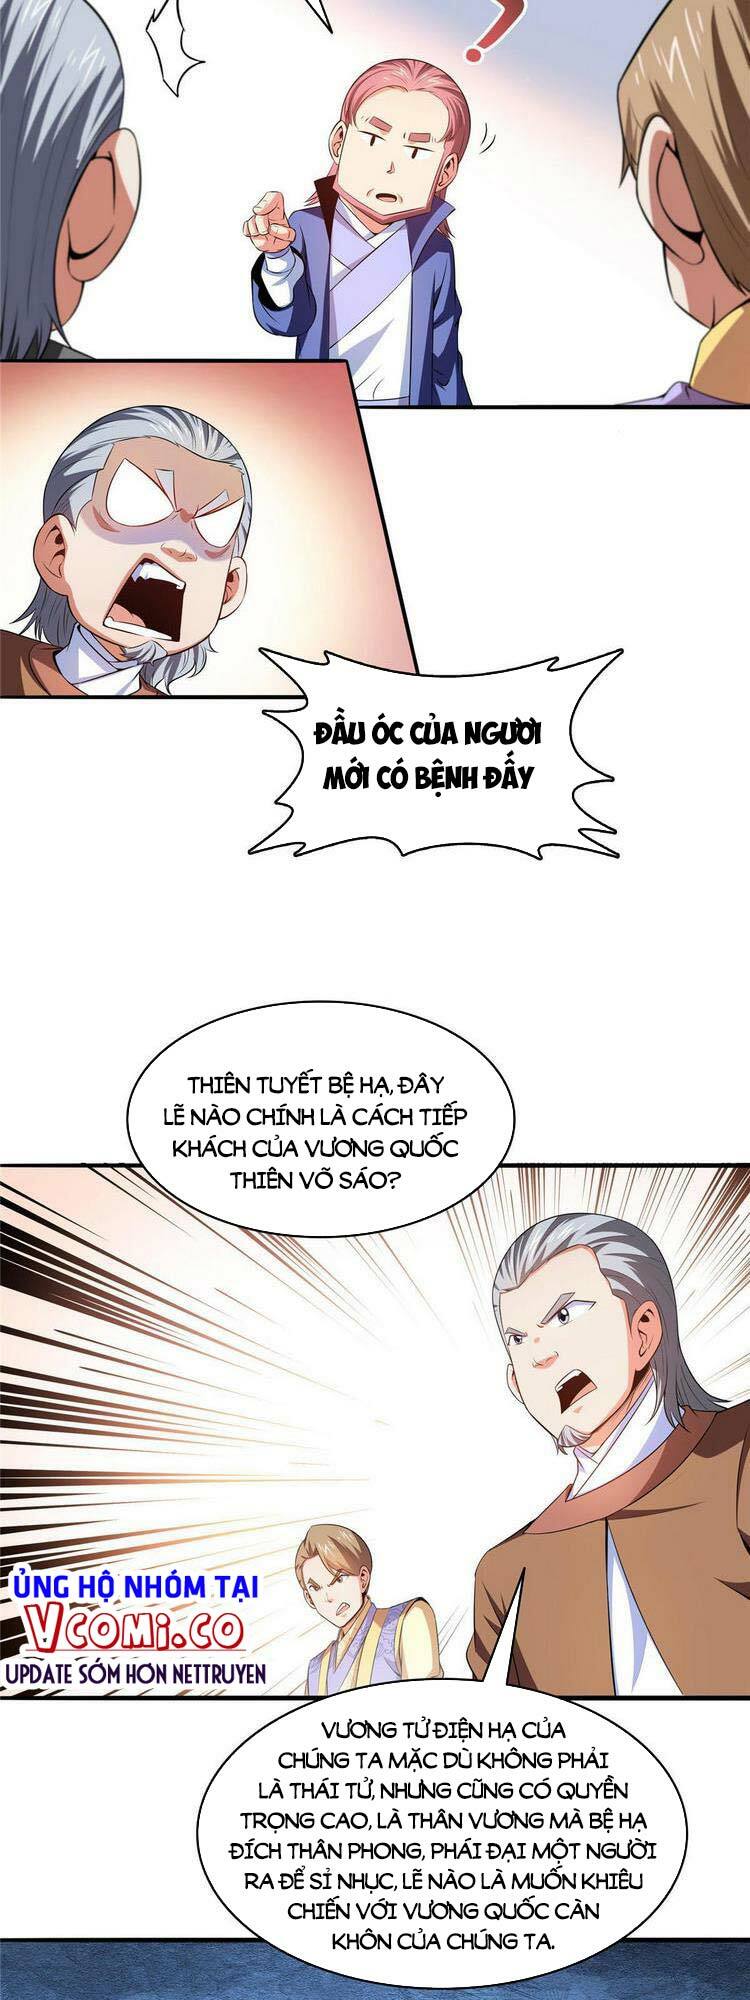 ?
ĐẦU ÓC CỦA NGƯƠI
MỚI CÓ BỆNH ĐẤY
THIÊN TUYẾT BỆ HẠ, ĐÂY
LẼ NÀO CHÍNH LÀ CÁCH TIẾP
KHÁCH CỦA VƯƠNG QUỐC
THIÊN VÕ SÁO?
ỦNG HỘ NHÓM TẠI
VCOMI.CO
UPDATE SỚM HƠN NETTRUYEN
VƯƠNG TỬ ĐIỆN HẠ CỦA
CHÚNG TA MẶC DÙ KHÔNG PHẢI
LÀ THÁI TỬ, NHƯNG CŨNG CÓ QUYỀN
TRỌNG CAO, LÀ THÂN VƯƠNG MÀ BỆ HẠ
ĐÍCH THÂN PHONG, PHÁI ĐẠI MỘT NGƯỜI
RA ĐỂ SỈ NHỤC, LẼ NÀO LÀ MUỐN KHIÊU
CHIẾN VỚI VƯƠNG QUỐC CÀN
KHÔN CỦA CHÚNG TA.